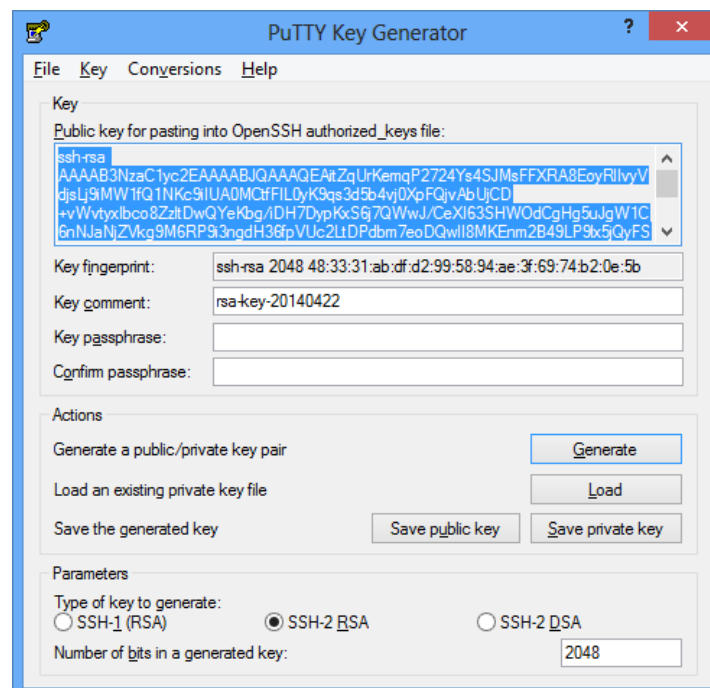 PuTTY Key Generator
?
File Key Conversions Help
Key
Public key for pasting into OpenSSH authorized_keys file:
ssh-rsa
AAAAB3NzaC1yc2EAAAABJQAAAQEAitZqUrKemqP2724Ys4SJMsFFXRA8EoyRIlvyV
djsLj9iMW1fQ1NKc9iIUA0MCtfFIL0yK9qs3d5b4vj0XpFQjvAbUjCD
+vWvtyxlbco8ZzltDwQYeKbg/iDH7DypKxS6j7QWwJ/CeXI63SHWOdCgHg5uJgW1C
6nNJaNjZVkg9M6RP9i3ngdH36fpVUc2LtDPdbm7eoDQwII8MKEnm2B49LP9tx5jQyFS
Key fingerprint: ssh-rsa 2048 48:33:31:ab:df:d2:99:58:94:ae:3f:69:74:b2:0e:5b
Key comment: rsa-key-20140422
Key passphrase:
Confirm passphrase:
Actions
Generate a public/private key pair Generate
Load an existing private key file Load
Save the generated key Save public key Save private key
Parameters
Type of key to generate:
SSH-1 (RSA) SSH-2 RSA SSH-2 DSA
Number of bits in a generated key: 2048